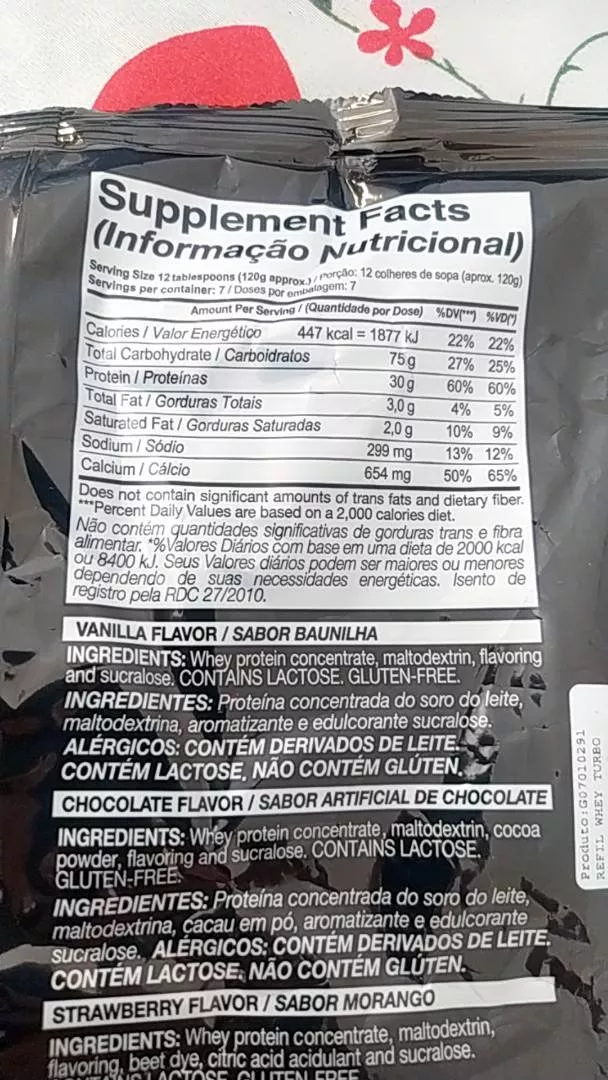 Supplement Facts
(Informação Nutricional)
Serving Size 12 tablespoons (120g approx.) / Porção: 12 colheres de sopa (aprox. 120g)
Servings per container: 7 / Doses por embalagem: 7
Amount Per Serving / (Quantidade por Dose) %DV(***) %VD(*)
Calories / Valor Energético 447 kcal = 1877 kJ 22% 22%
Total Carbohydrate / Carboidratos 75 g 27% 25%
Protein / Proteínas 30 g 60% 60%
Total Fat / Gorduras Totais 3,0 g 4% 5%
Saturated Fat / Gorduras Saturadas 2,0 g 10% 9%
Sodium / Sódio 299 mg 13% 12%
Calcium / Cálcio 654 mg 50% 65%
Does not contain significant amounts of trans fats and dietary fiber.
***Percent Daily Values are based on a 2,000 calories diet.
Não contém quantidades significativas de gorduras trans e fibra
alimentar. *%Valores Diários com base em uma dieta de 2000 kcal
ou 8400 kJ. Seus Valores diários podem ser maiores ou menores
dependendo de suas necessidades energéticas. Isento de
registro pela RDC 27/2010.
VANILLA FLAVOR / SABOR BAUNILHA
INGREDIENTS: Whey protein concentrate, maltodextrin, flavoring
and sucralose. CONTAINS LACTOSE. GLUTEN-FREE.
INGREDIENTES: Proteína concentrada do soro do leite,
maltodextrina, aromatizante e edulcorante sucralose.
ALÉRGICOS: CONTÉM DERIVADOS DE LEITE.
CONTÉM LACTOSE, NÃO CONTÉM GLÚTEN.
CHOCOLATE FLAVOR / SABOR ARTIFICIAL DE CHOCOLATE
INGREDIENTS: Whey protein concentrate, maltodextrin, cocoa
powder, flavoring and sucralose. CONTAINS LACTOSE.
GLUTEN-FREE.
INGREDIENTES: Proteína concentrada do soro do leite,
maltodextrina, cacau em pó, aromatizante e edulcorante
sucralose. ALÉRGICOS: CONTÉM DERIVADOS DE LEITE.
CONTÉM LACTOSE, NÃO CONTÉM GLÚTEN.
STRAWBERRY FLAVOR / SABOR MORANGO
INGREDIENTS: Whey protein concentrate, maltodextrin,
flavoring, beet dye, citric acid acidulant and sucralose.
LACTOSE. GLUTEN FREE
Produto:G07010291
REFIL WHEY TURBO